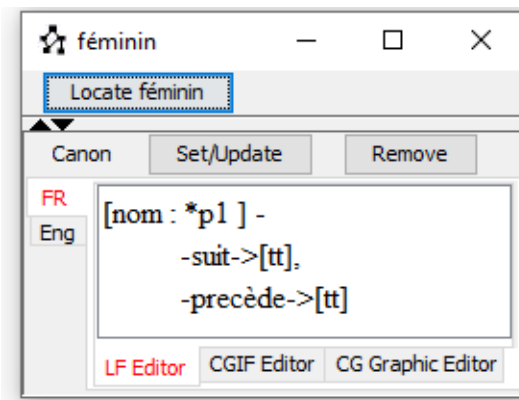 féminin
Locate féminin
Canon Set/Update Remove
FR
Eng
[nom : *p1 ] -
-suit->[tt],
-precède->[tt]
LF Editor CGIF Editor CG Graphic Editor